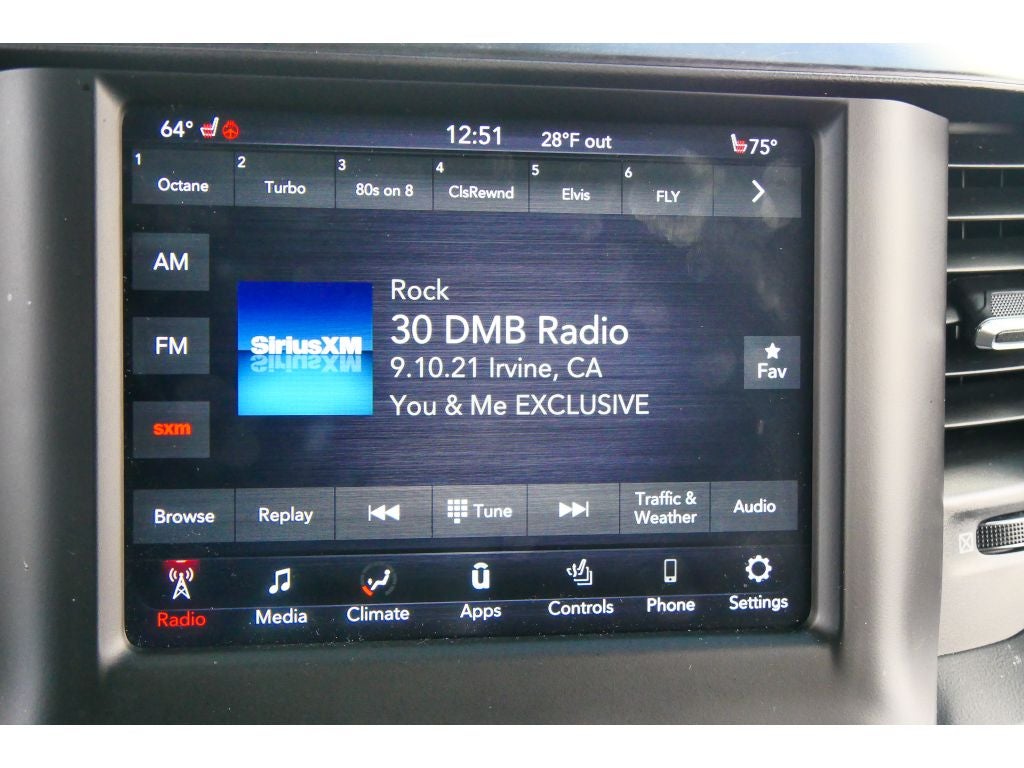 64° 12:51 28°F out 75°
1 Octane 2 Turbo 3 80s on 8 4 ClsRewnd 5 Elvis 6 FLY
AM
FM
sxm
SiriusXM
Rock
30 DMB Radio
9.10.21 Irvine, CA
You & Me EXCLUSIVE
Fav
Browse Replay Tune Traffic & Weather Audio
Radio Media Climate Apps Controls Phone Settings